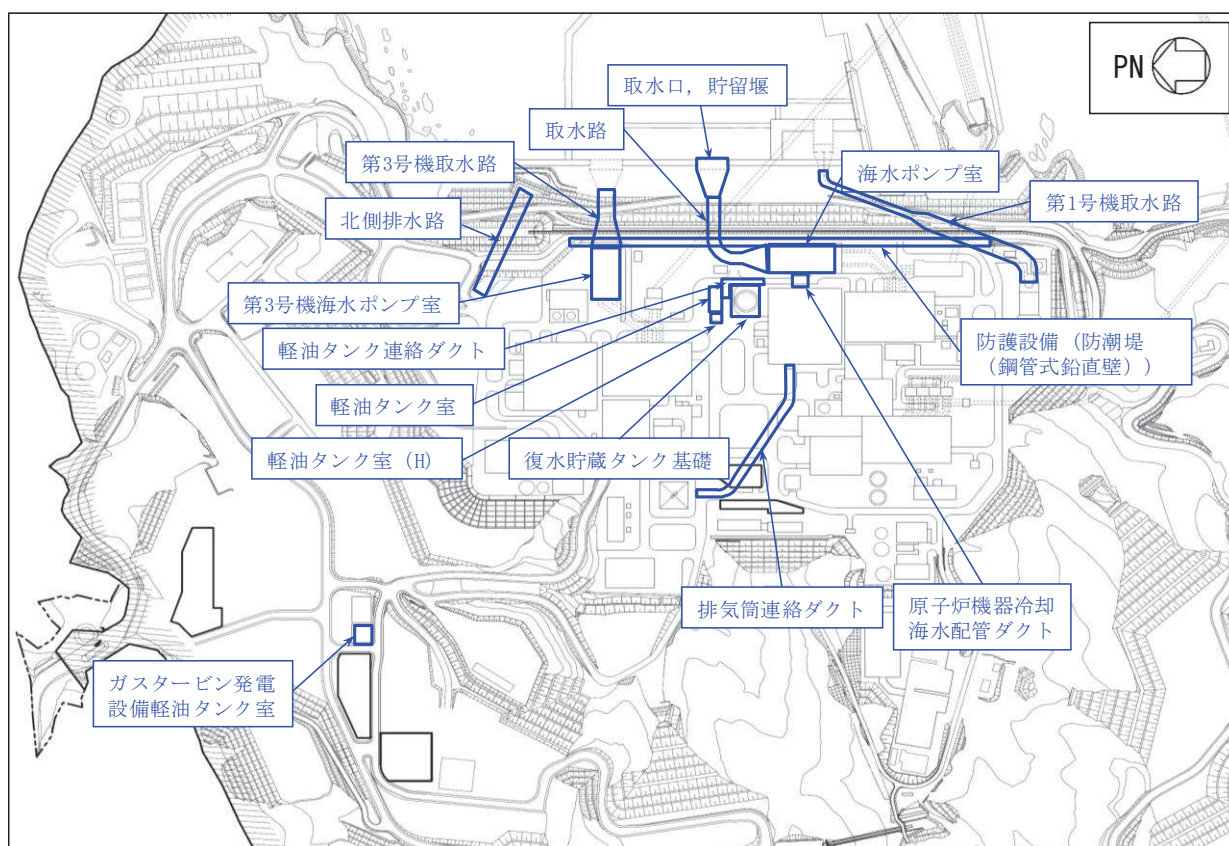 PN
取水口，貯留堰
取水路
海水ポンプ室
第3号機取水路
第1号機取水路
北側排水路
第3号機海水ポンプ室
軽油タンク連絡ダクト
防護設備（防潮堤
（鋼管式鉛直壁））
軽油タンク室
軽油タンク室（H）
復水貯蔵タンク基礎
排気筒連絡ダクト
原子炉機器冷却
海水配管ダクト
ガスタービン発電
設備軽油タンク室